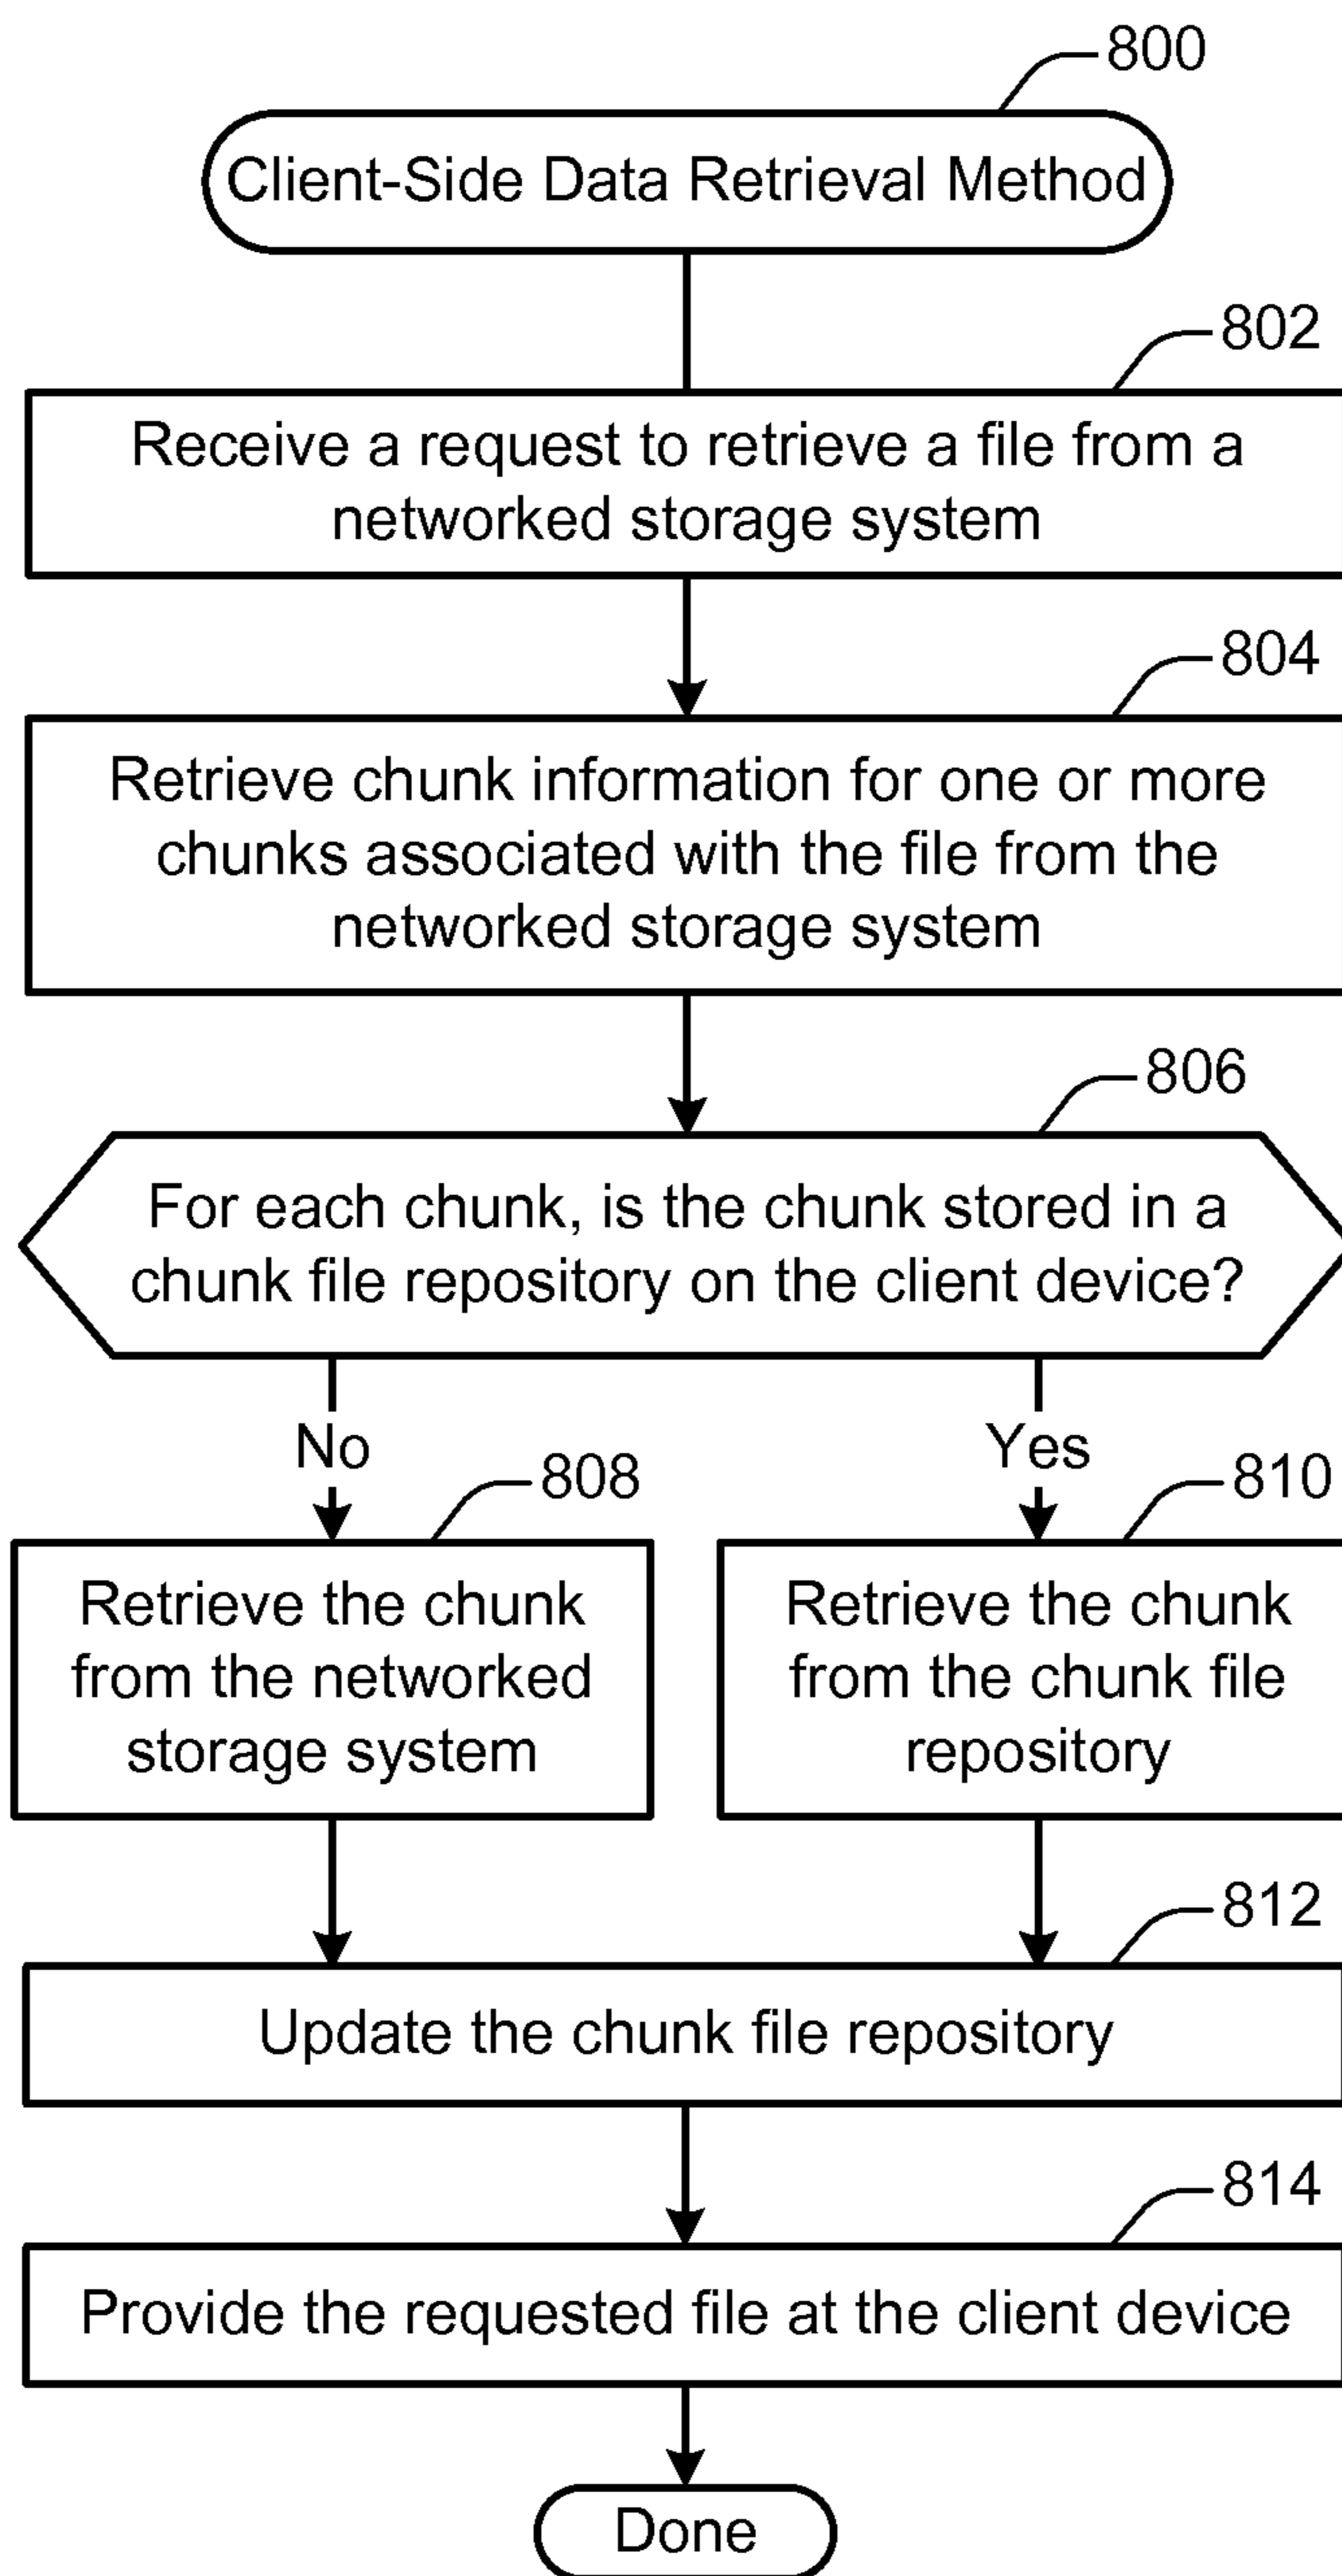 800
Client-Side Data Retrieval Method
802
Receive a request to retrieve a file from a
networked storage system
804
Retrieve chunk information for one or more
chunks associated with the file from the
networked storage system
806
For each chunk, is the chunk stored in a
chunk file repository on the client device?
No
Yes
808
810
Retrieve the chunk
from the networked
storage system
Retrieve the chunk
from the chunk file
repository
812
Update the chunk file repository
814
Provide the requested file at the client device
Done